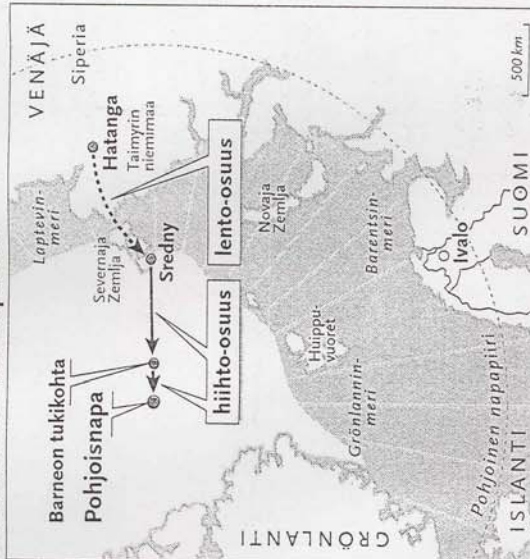 VENÄJÄ
Siperia
Laptevin-
meri
Hatanga
Taimyrin
niemimaa
Severnaja
Zemlja
Sredny
lento-osuus
Barneon tukikohta
Pohjoisnapa
hiihto-osuus
Novaja
Zemlja
Huippu-
vuoret
Barentsin-
meri
Grönlannin-
meri
Ivalo
SUOMI
GRÖNLANTI
Pohjoinen napapiiri
ISLANTI
500 km